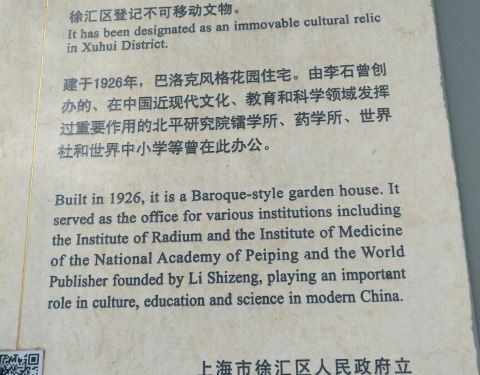 徐汇区登记不可移动文物。
It has been designated as an immovable cultural relic
in Xuhui District.
建于1926年，巴洛克风格花园住宅。由李石曾创
办的、在中国近现代文化、教育和科学领域发挥
过重要作用的北平研究院镭学所、药学所、世界
社和世界中小学等曾在此办公。
Built in 1926, it is a Baroque-style garden house. It
served as the office for various institutions including
the Institute of Radium and the Institute of Medicine
of the National Academy of Peiping and the World
Publisher founded by Li Shizeng, playing an important
role in culture, education and science in modern China.
上海市徐汇区人民政府立